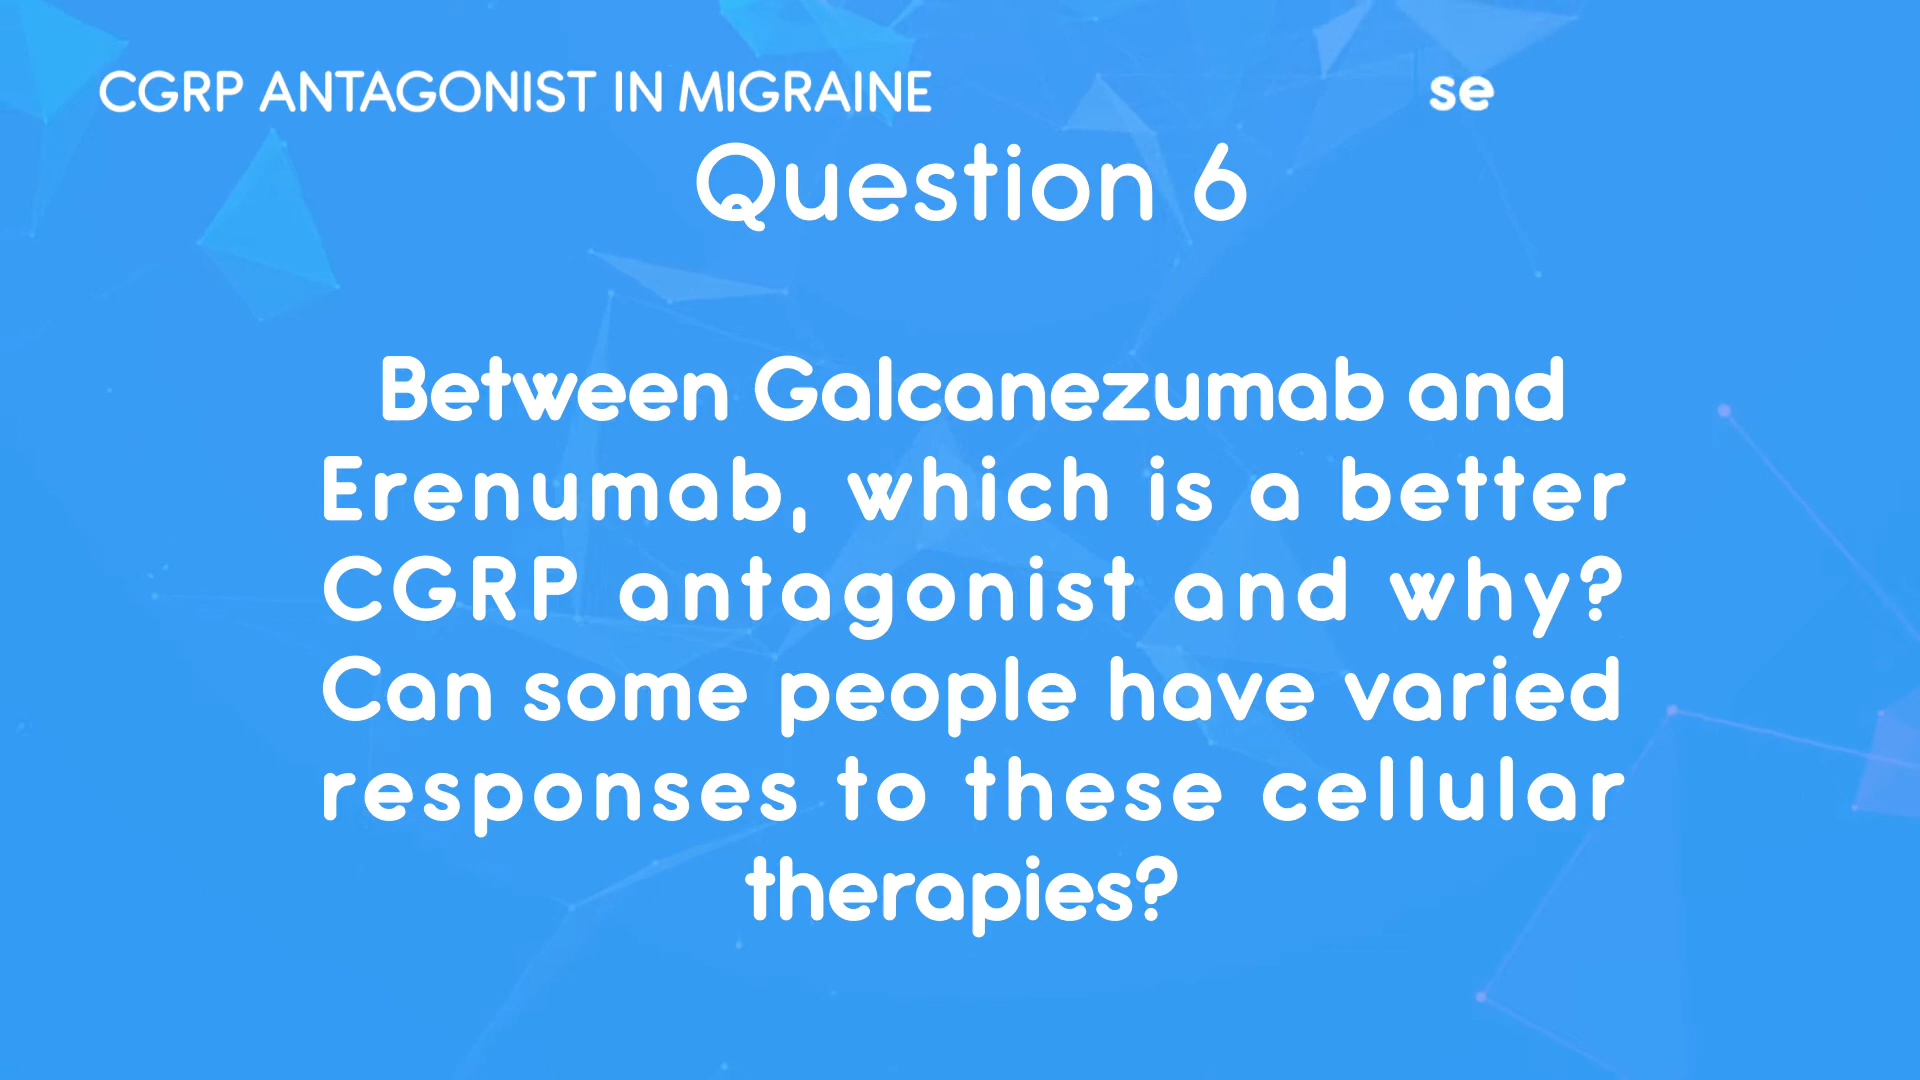 CGRP ANTAGONIST IN MIGRAINE se
Question 6
Between Galcanezumab and
Erenumab, which is a better
CGRP antagonist and why?
Can some people have varied
responses to these cellular
therapies?